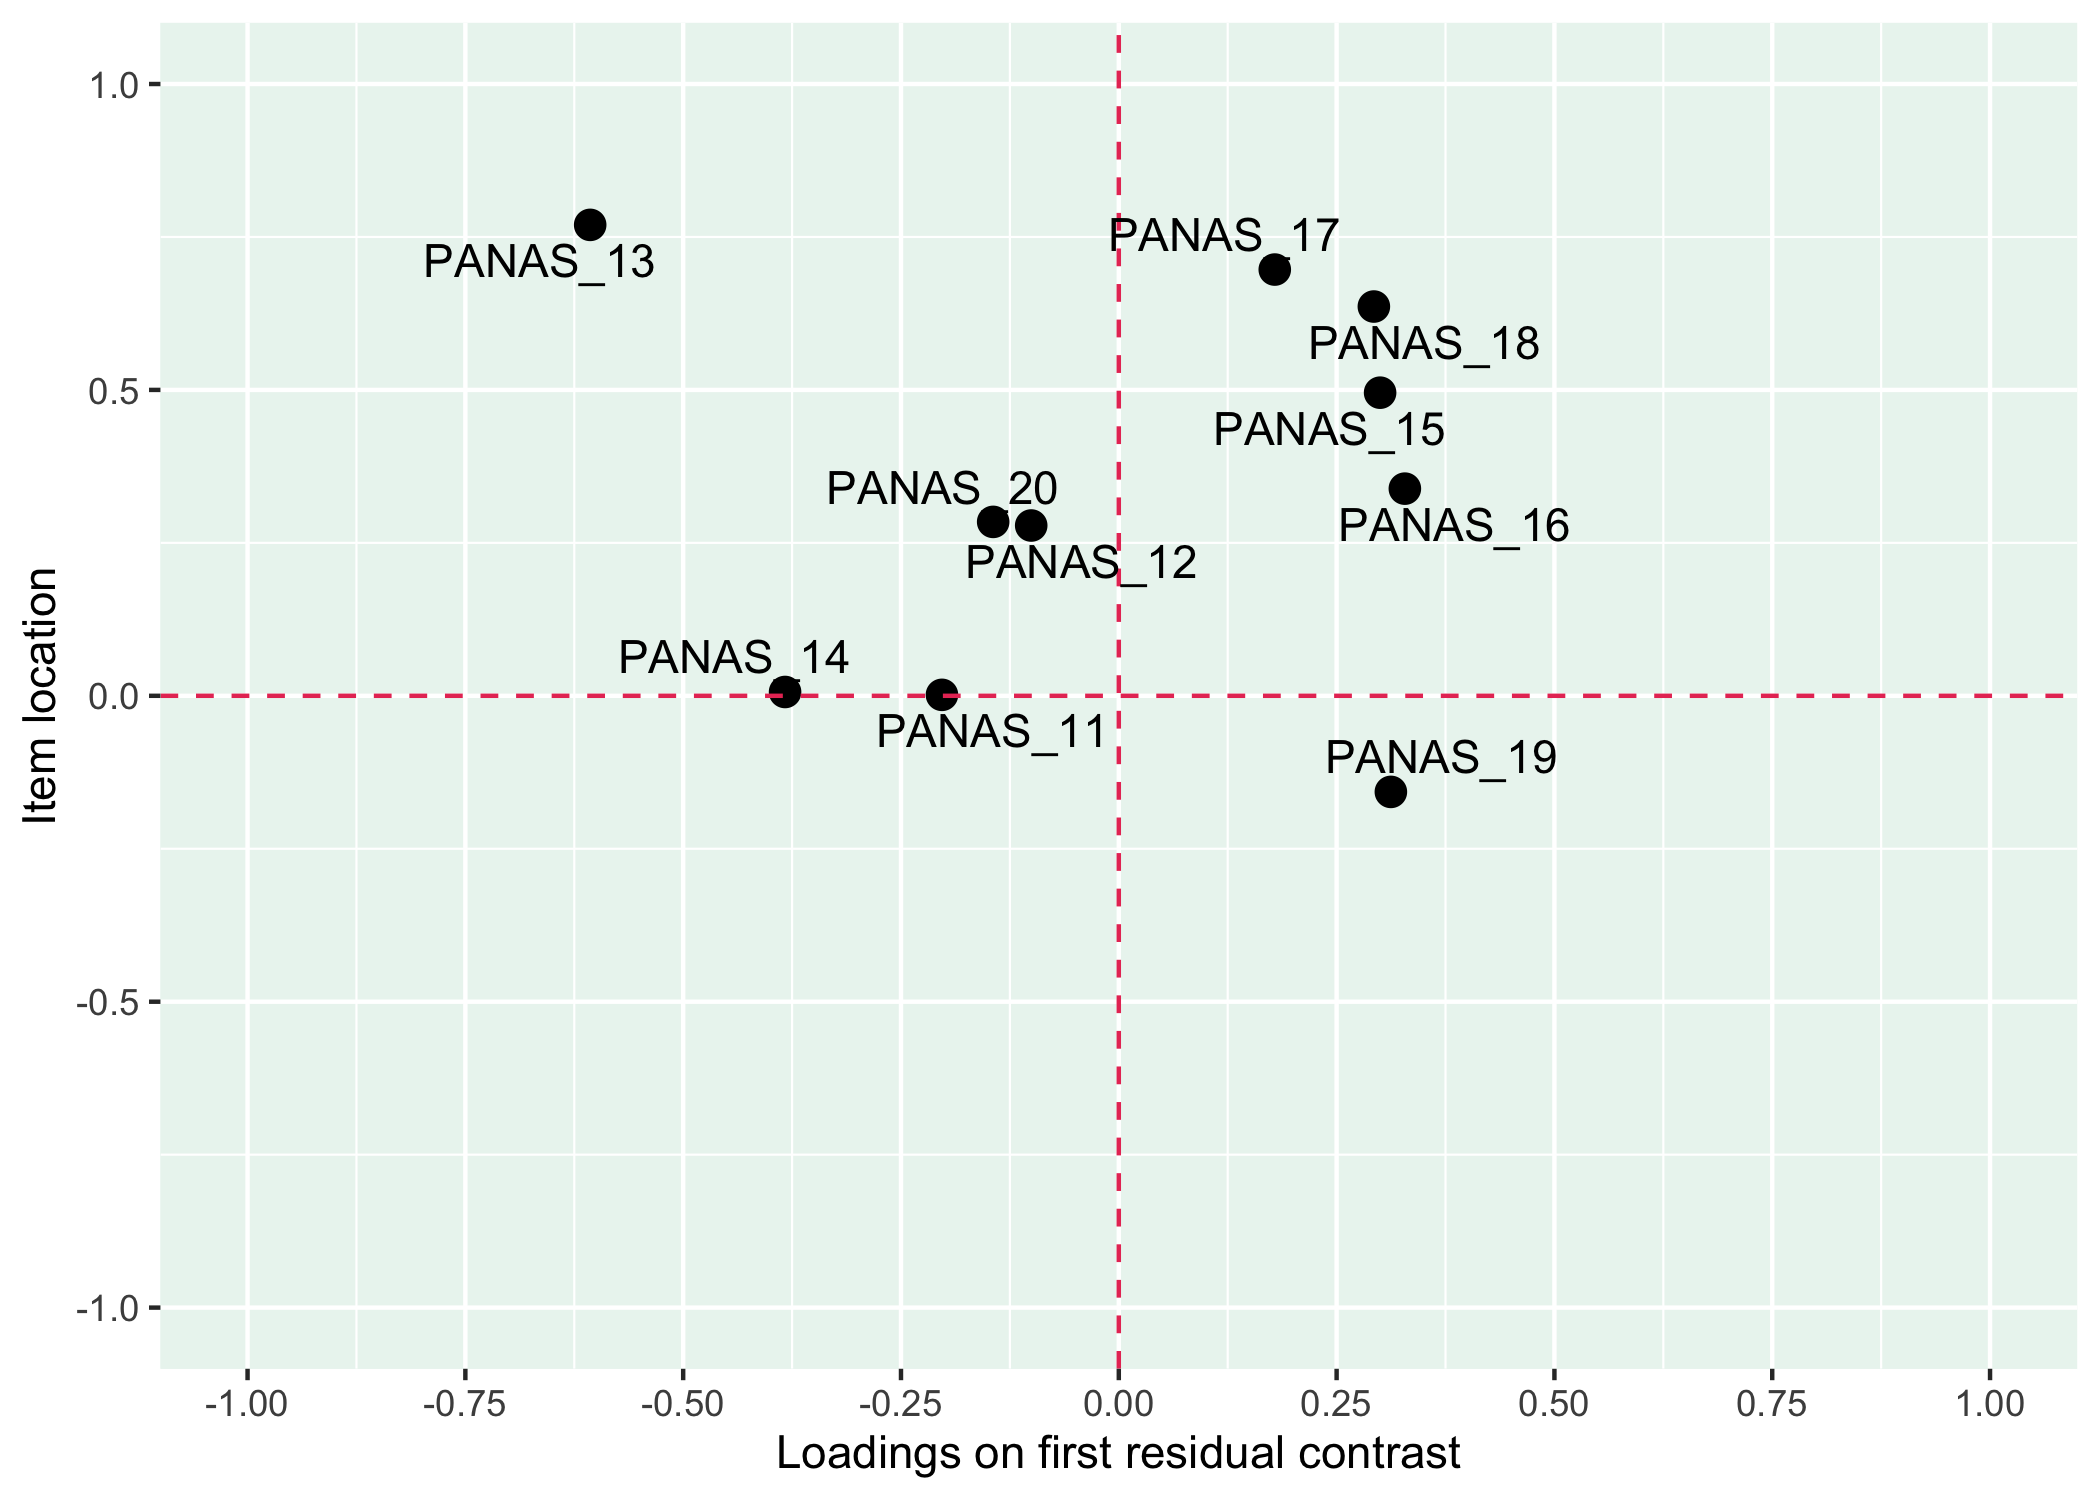 1.0
0.5
0.0
-0.5
-1.0
Item location
PANAS_13
PANAS_17
PANAS_18
PANAS_15
PANAS_20
PANAS_16
PANAS_12
PANAS_14
PANAS_11
PANAS_19
-1.00 -0.75 -0.50 -0.25 0.00 0.25 0.50 0.75 1.00
Loadings on first residual contrast